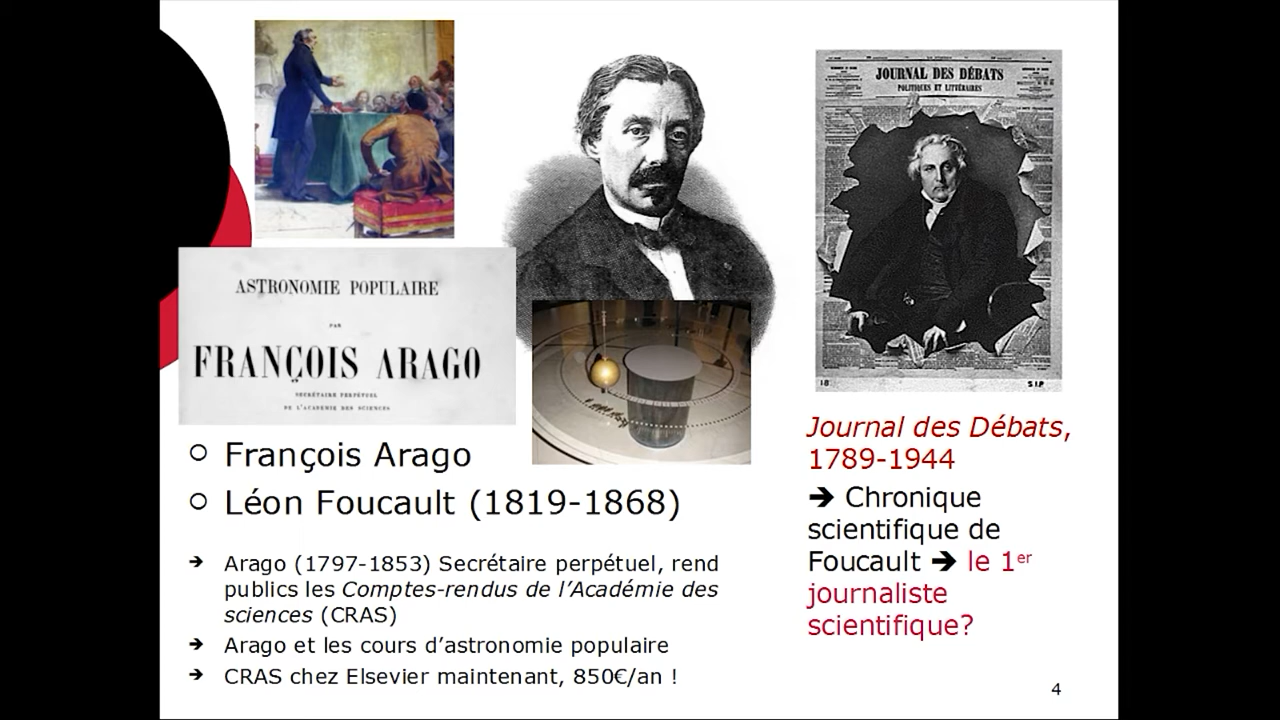 ASTRONOMIE POPULAIRE
PAR
FRANÇOIS ARAGO
SECRÉTAIRE PERPÉTUEL
DE L'ACADÉMIE DES SCIENCES
JOURNAL DES DÉBATS
POLITIQUES ET LITTÉRAIRES
18
S.I.P
François Arago
Léon Foucault (1819-1868)
➔ Arago (1797-1853) Secrétaire perpétuel, rend
publics les Comptes-rendus de l’Académie des
sciences (CRAS)
➔ Arago et les cours d’astronomie populaire
➔ CRAS chez Elsevier maintenant, 850€/an !
Journal des Débats,
1789-1944
➔ Chronique
scientifique de
Foucault ➔ le 1er
journaliste
scientifique?
4